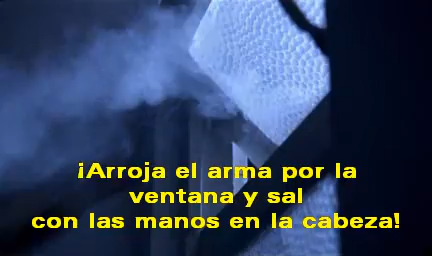 ¡Arroja el arma por la
ventana y sal
con las manos en la cabeza!